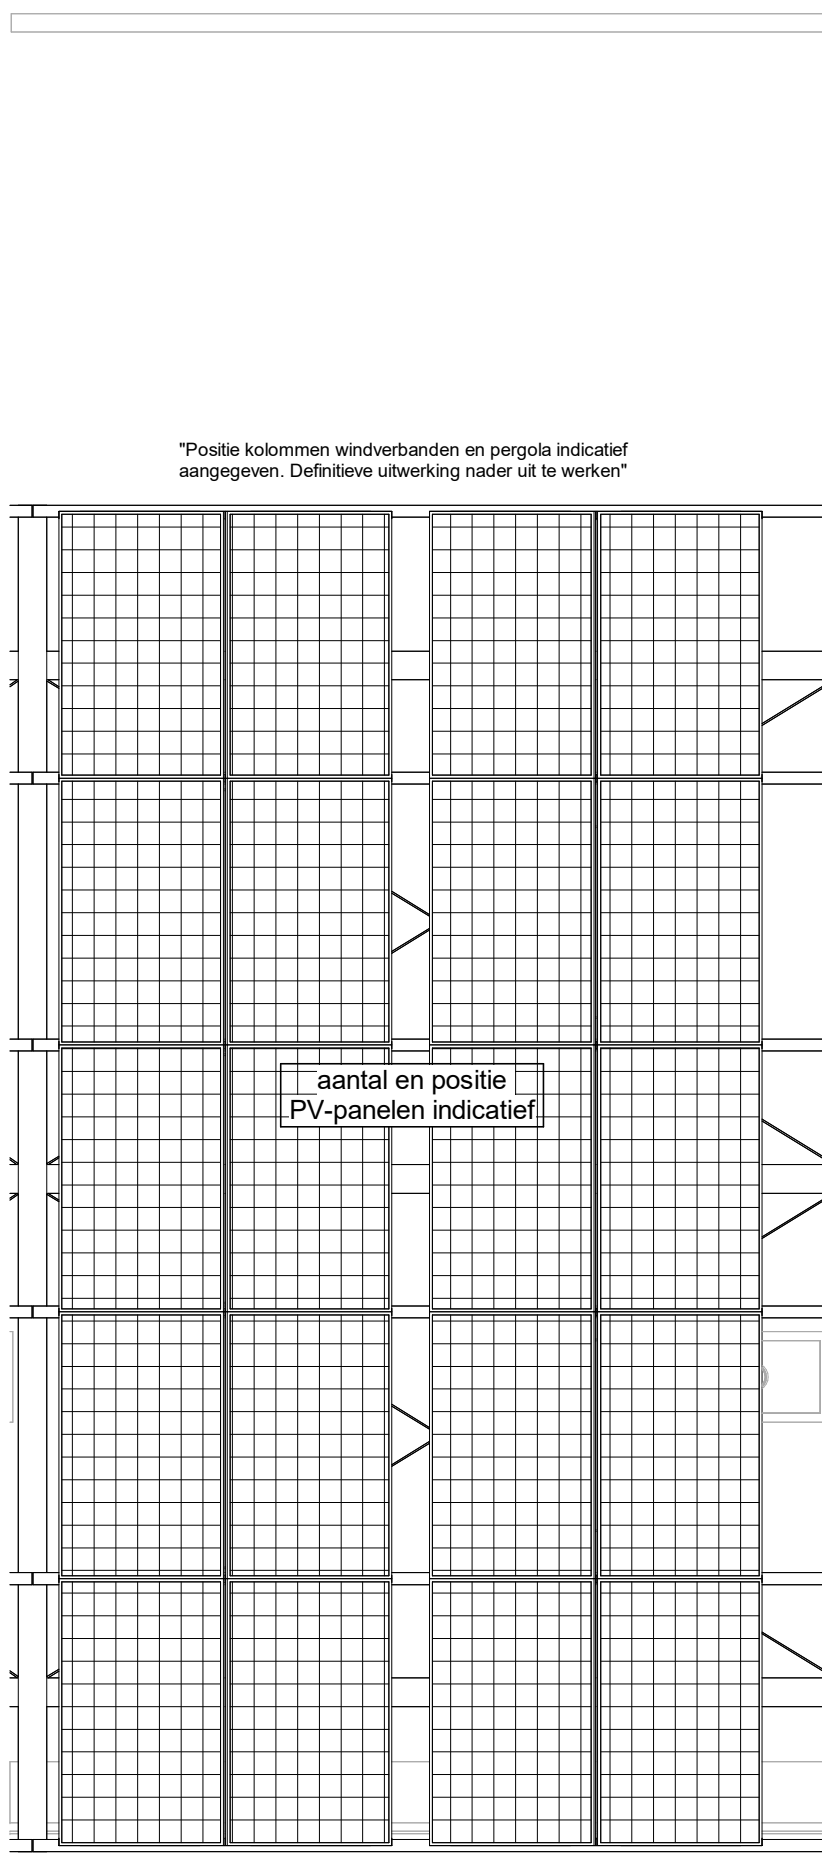 "Positie kolommen windverbanden en pergola indicatief
aangegeven. Definitieve uitwerking nader uit te werken"
aantal en positie
PV-panelen indicatief